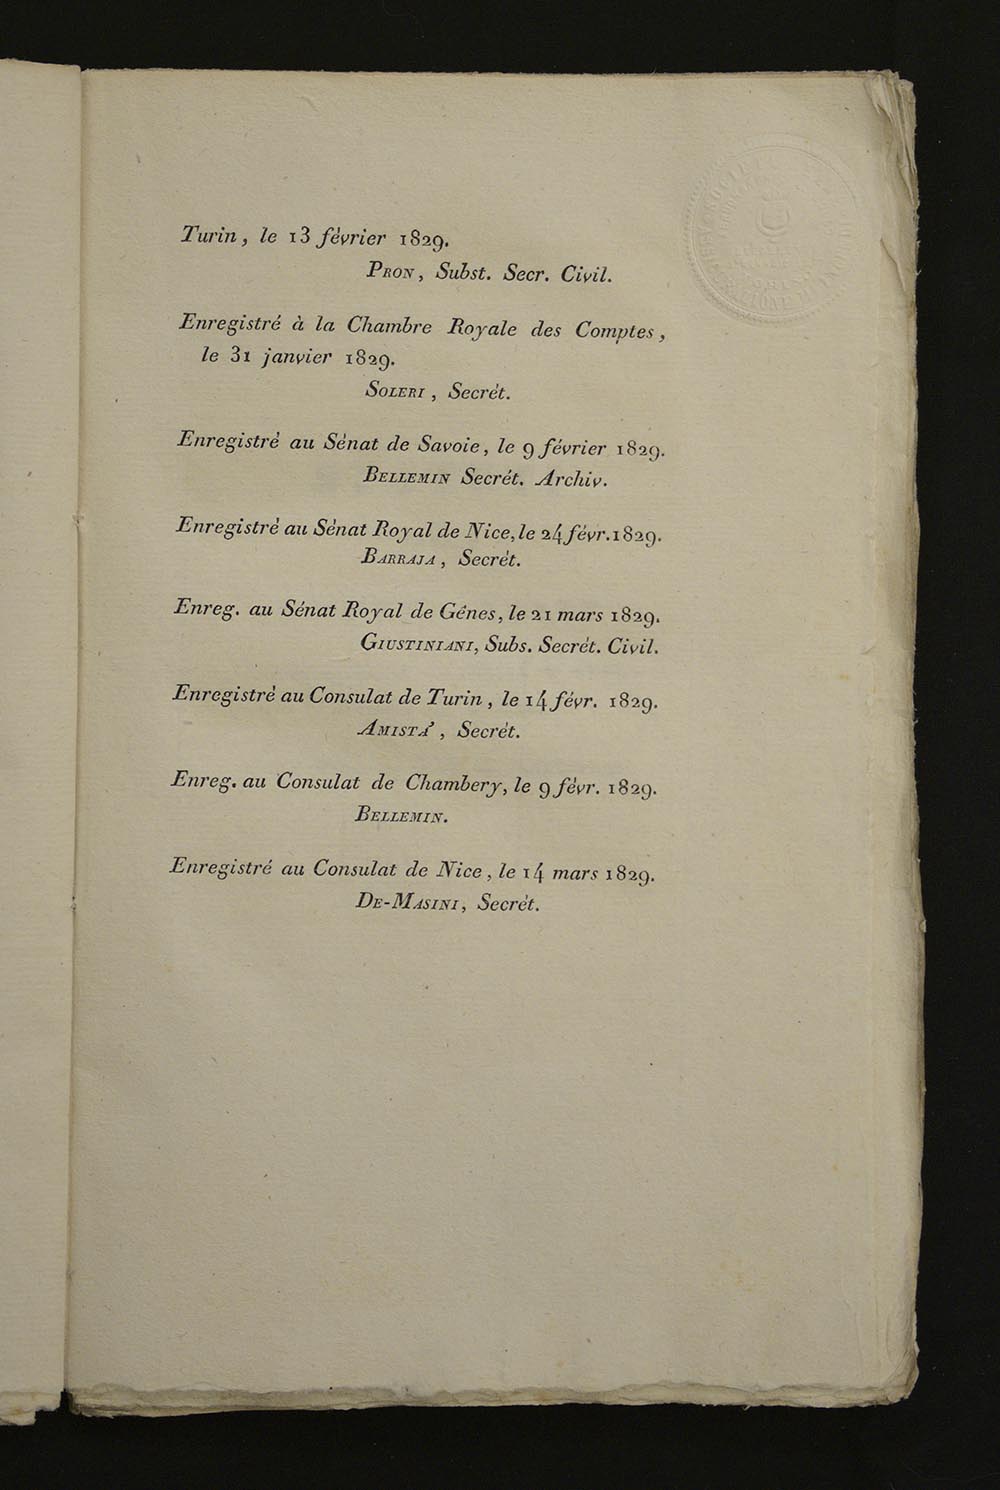 Turin, le 13 février 1829.
Pron, Subst. Secr. Civil.
Enregistré à la Chambre Royale des Comptes,
le 31 janvier 1829.
Soleri, Secrét.
Enregistré au Sénat de Savoie, le 9 février 1829.
Bellemin Secrét. Archiv.
Enregistré au Sénat Royal de Nice, le 24 févr. 1829.
Barraja, Secrét.
Enreg. au Sénat Royal de Gênes, le 21 mars 1829.
Giustiniani, Subs. Secrét. Civil.
Enregistré au Consulat de Turin, le 14 févr. 1829.
Amista', Secrét.
Enreg. au Consulat de Chambery, le 9 févr. 1829.
Bellemin.
Enregistré au Consulat de Nice, le 14 mars 1829.
De-Masini, Secrét.